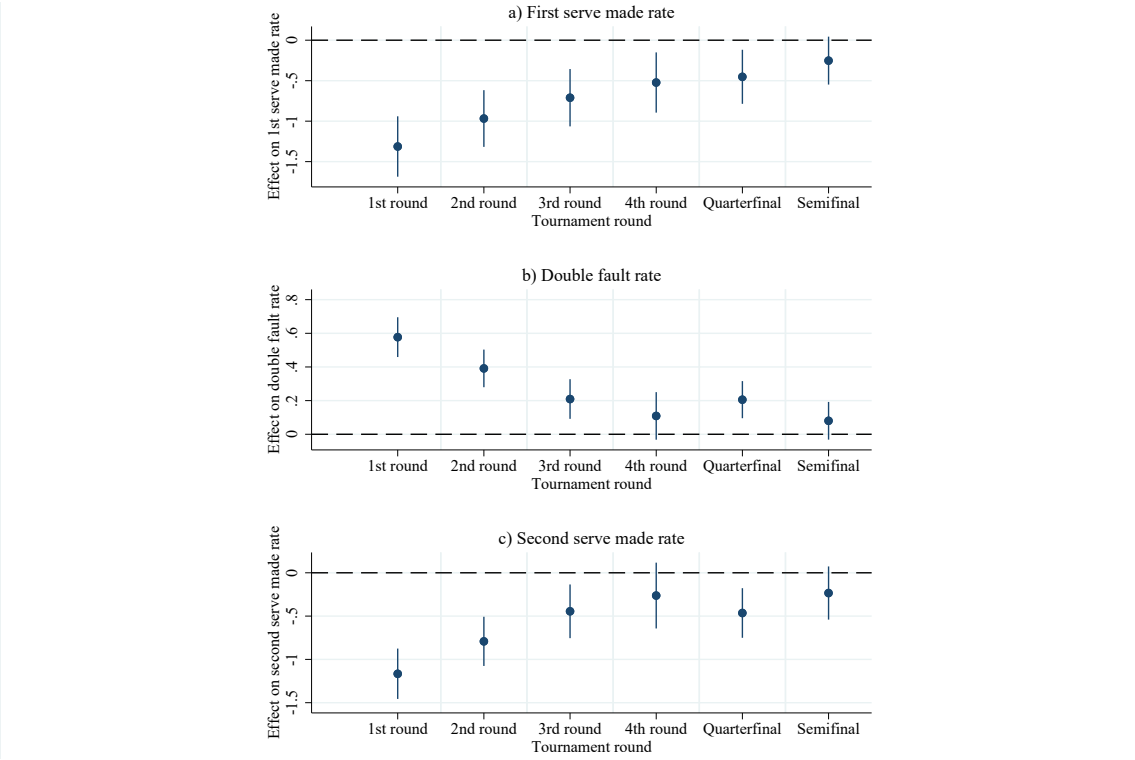 a) First serve made rate
Effect on 1st serve made rate
0
-.5
-1
-1.5
1st round 2nd round 3rd round 4th round Quarterfinal Semifinal
Tournament round
b) Double fault rate
Effect on double fault rate
.8
.6
.4
.2
0
1st round 2nd round 3rd round 4th round Quarterfinal Semifinal
Tournament round
c) Second serve made rate
Effect on second serve made rate
0
-.5
-1
-1.5
1st round 2nd round 3rd round 4th round Quarterfinal Semifinal
Tournament round